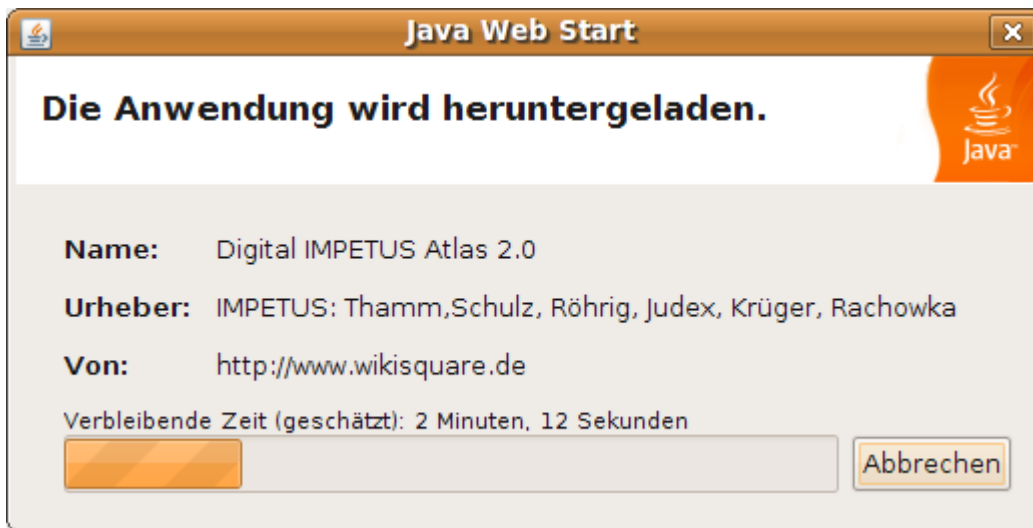 Java Web Start
Die Anwendung wird heruntergeladen.
Java™
Name: Digital IMPETUS Atlas 2.0
Urheber: IMPETUS: Thamm,Schulz, Röhrig, Judex, Krüger, Rachowka
Von: http://www.wikisquare.de
Verbleibende Zeit (geschätzt): 2 Minuten, 12 Sekunden
Abbrechen